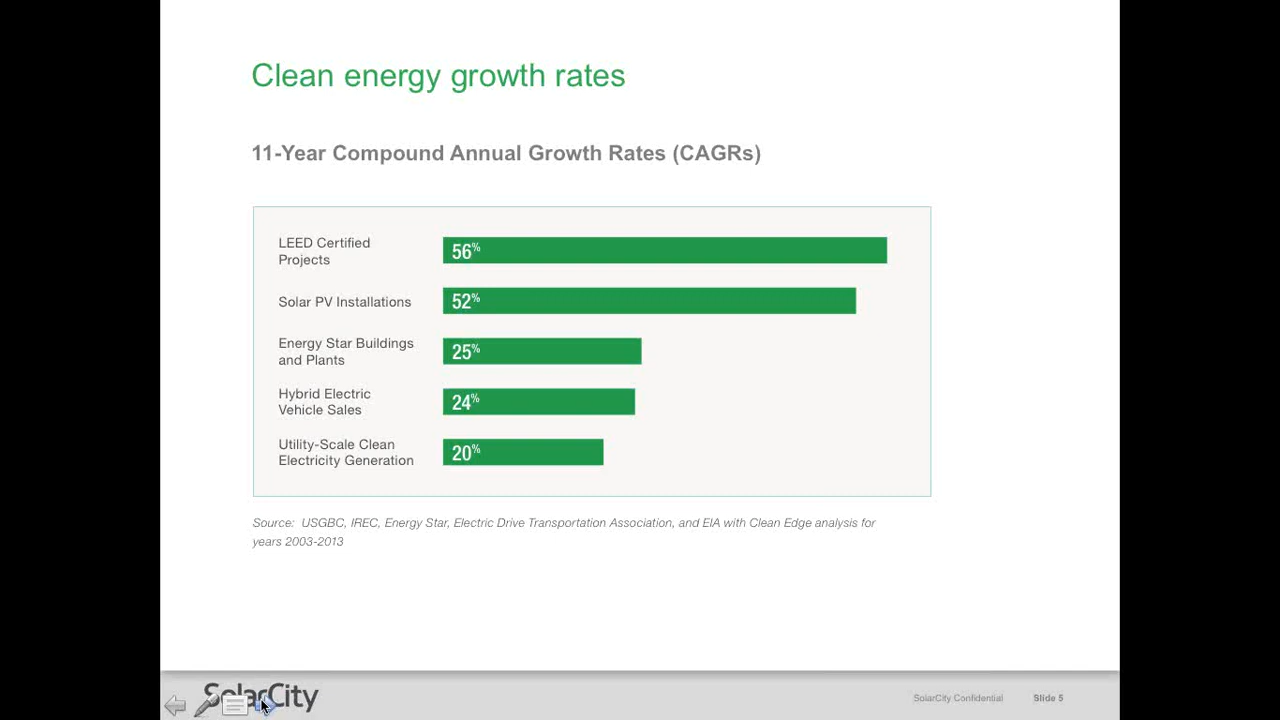 Clean energy growth rates
11-Year Compound Annual Growth Rates (CAGRs)
LEED Certified
Projects
56%
Solar PV Installations
52%
Energy Star Buildings
and Plants
25%
Hybrid Electric
Vehicle Sales
24%
Utility-Scale Clean
Electricity Generation
20%
Source:  USGBC, IREC, Energy Star, Electric Drive Transportation Association, and EIA with Clean Edge analysis for
years 2003-2013
SolarCity
SolarCity Confidential
Slide 5